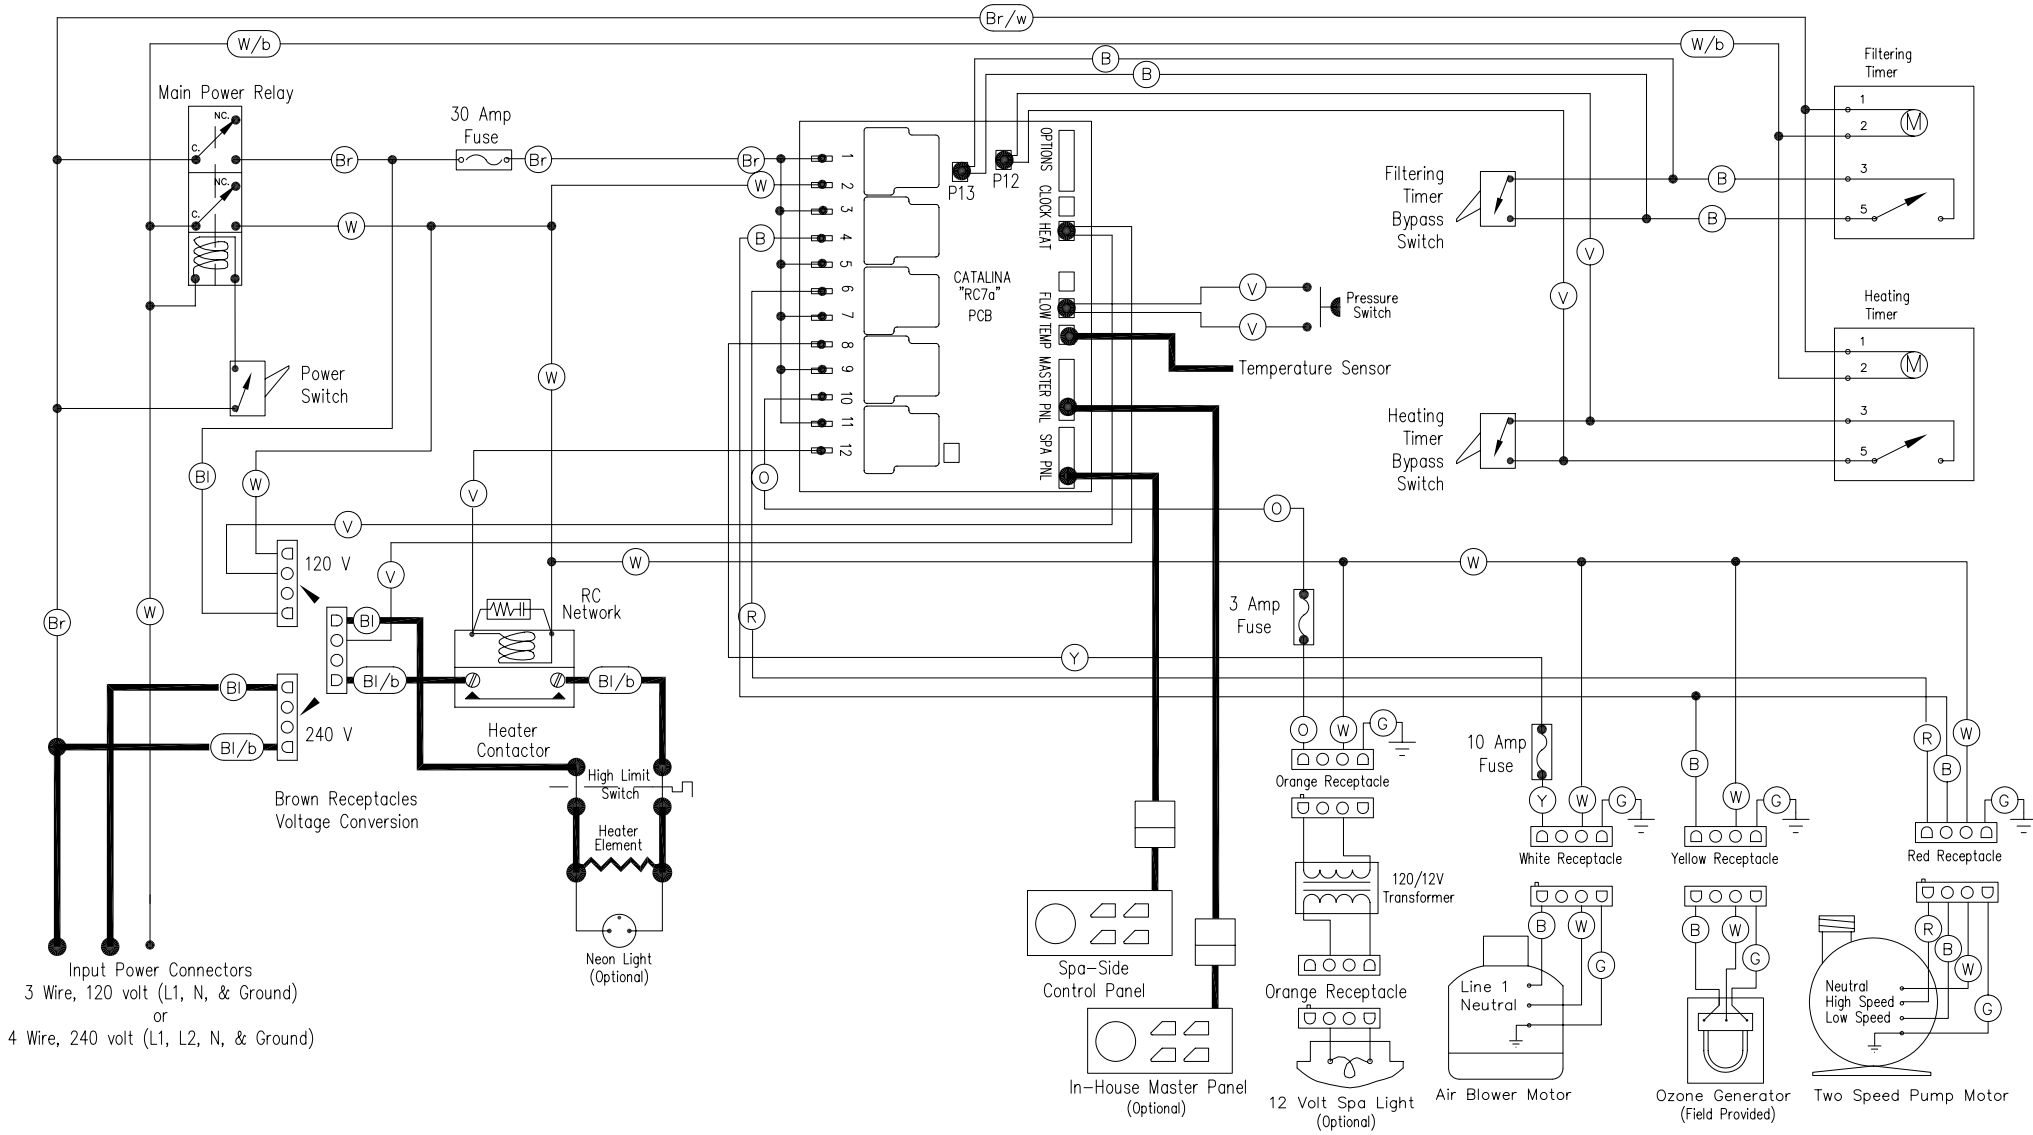 Br/w
W/b
W/b
B
B
Filtering
Timer
Main Power Relay
NC.
C.
NC.
C.
30 Amp
Fuse
Br
Br
Br
W
W
B
1
2
3
4
5
6
7
8
9
10
11
12
P13
P12
OPTIONS
CLOCK
HEAT
FLOW
TEMP
MASTER PNL
SPA PNL
CATALINA
"RC7a"
PCB
1
2
3
5
M
Filtering
Timer
Bypass
Switch
B
B
V
V
V
V
Pressure
Switch
Temperature Sensor
Heating
Timer
1
2
3
5
M
Heating
Timer
Bypass
Switch
Power
Switch
W
Bl
W
V
O
O
V
120 V
V
W
W
RC
Network
Br
W
Bl
R
3 Amp
Fuse
Y
Bl
Bl/b
Bl/b
240 V
Bl/b
Heater
Contactor
Brown Receptacles
Voltage Conversion
High Limit
Switch
Heater
Element
Neon Light
(Optional)
Input Power Connectors
3 Wire, 120 volt (L1, N, & Ground)
or
4 Wire, 240 volt (L1, L2, N, & Ground)
O
W
G
Orange Receptacle
120/12V
Transformer
Orange Receptacle
12 Volt Spa Light
(Optional)
Spa-Side
Control Panel
In-House Master Panel
(Optional)
10 Amp
Fuse
Y
W
G
White Receptacle
B
W
G
Line 1
Neutral
Air Blower Motor
B
W
G
Yellow Receptacle
B
W
G
Ozone Generator
(Field Provided)
R
B
W
G
Red Receptacle
R
B
W
G
Neutral
High Speed
Low Speed
Two Speed Pump Motor